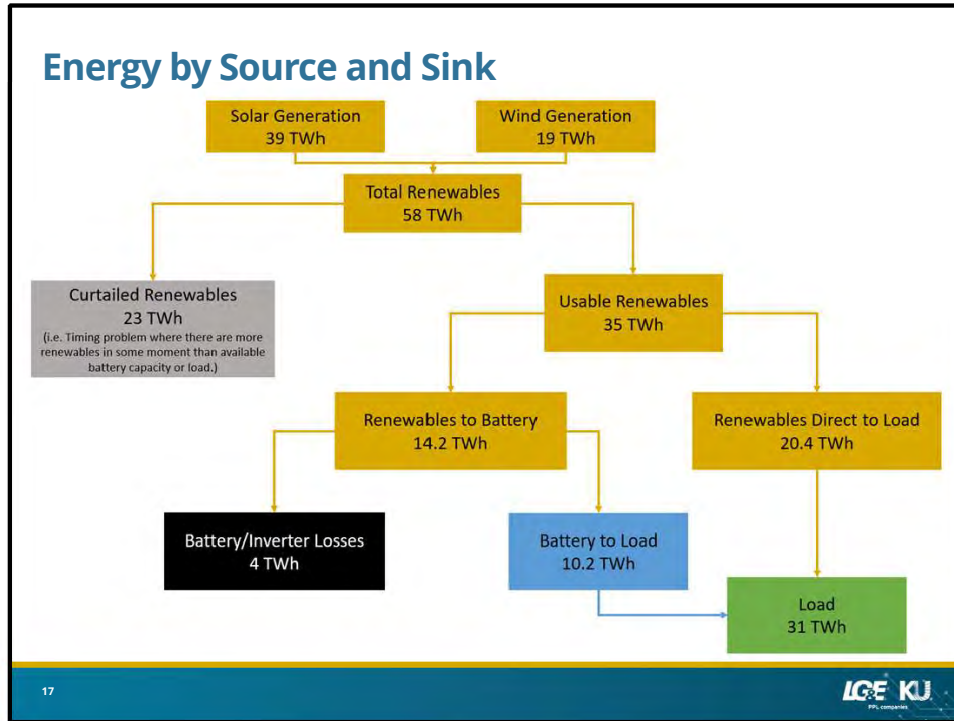 Energy by Source and Sink
Solar Generation
39 TWh
Wind Generation
19 TWh
Total Renewables
58 TWh
Curtailed Renewables
23 TWh
(i.e. Timing problem where there are more
renewables in some moment than available
battery capacity or load.)
Usable Renewables
35 TWh
Renewables to Battery
14.2 TWh
Renewables Direct to Load
20.4 TWh
Battery/Inverter Losses
4 TWh
Battery to Load
10.2 TWh
Load
31 TWh
17
LG&E KU
PPL companies